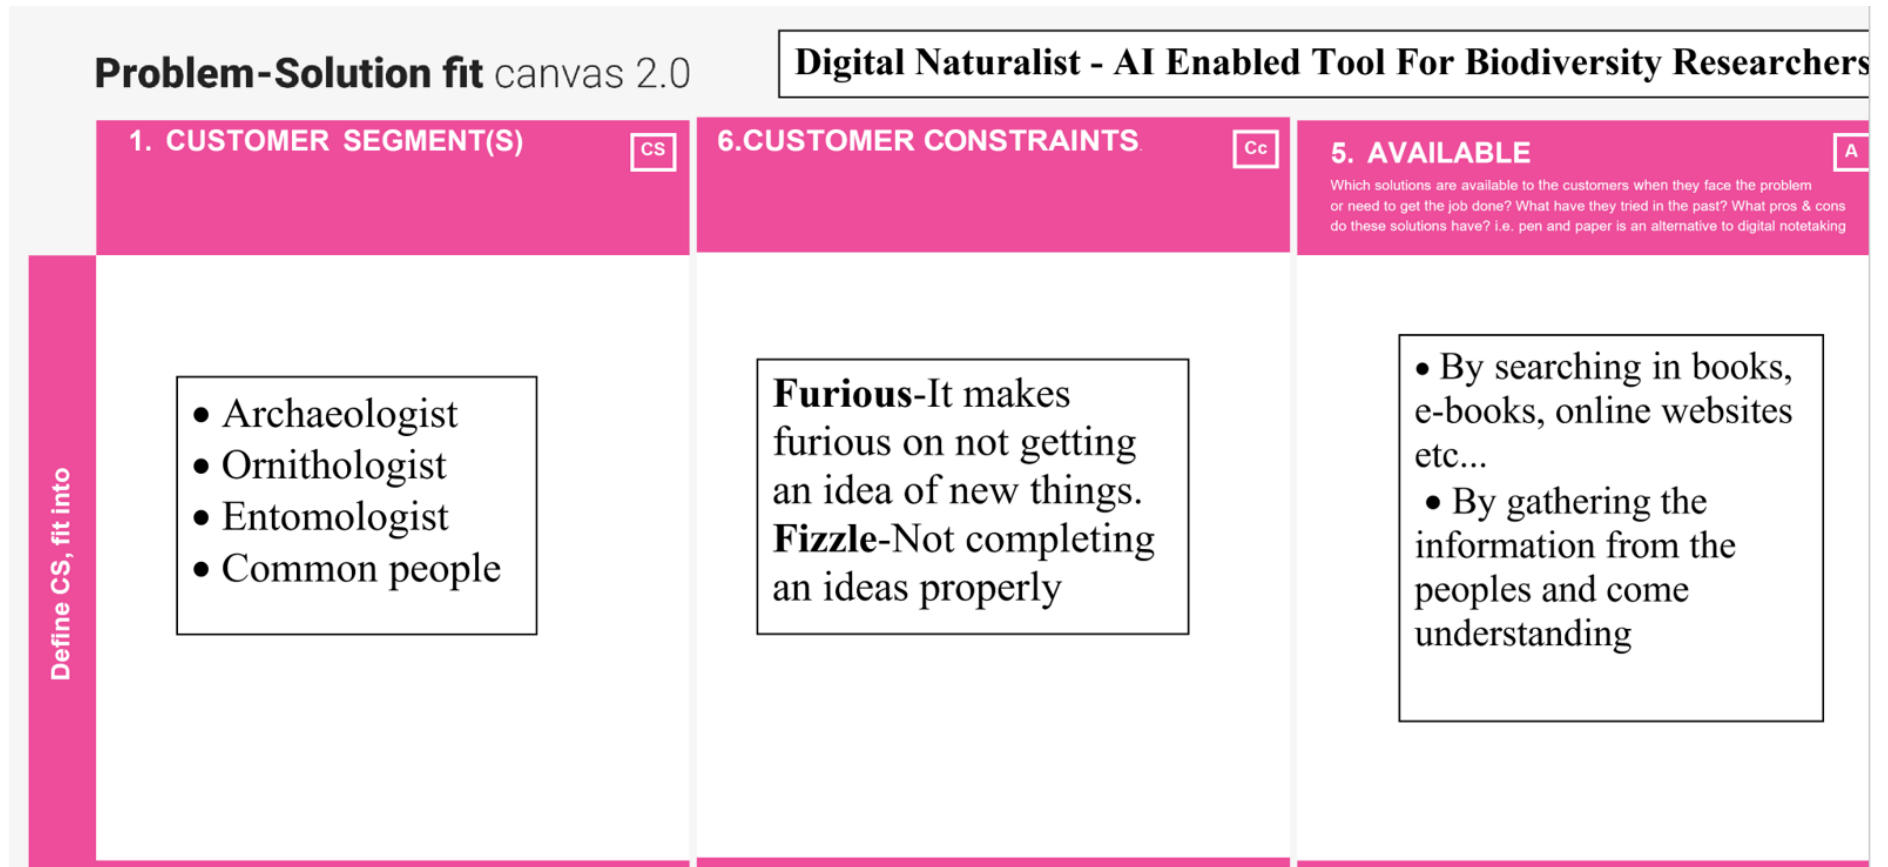 Problem-Solution fit canvas 2.0
Digital Naturalist - AI Enabled Tool For Biodiversity Researchers
1. CUSTOMER SEGMENT(S)
CS
6.CUSTOMER CONSTRAINTS.
Cc
5. AVAILABLE
A
Which solutions are available to the customers when they face the problem
or need to get the job done? What have they tried in the past? What pros & cons
do these solutions have? i.e. pen and paper is an alternative to digital notetaking
Define CS, fit into
• Archaeologist
• Ornithologist
• Entomologist
• Common people
Furious-It makes
furious on not getting
an idea of new things.
Fizzle-Not completing
an ideas properly
• By searching in books,
e-books, online websites
etc...
• By gathering the
information from the
peoples and come
understanding